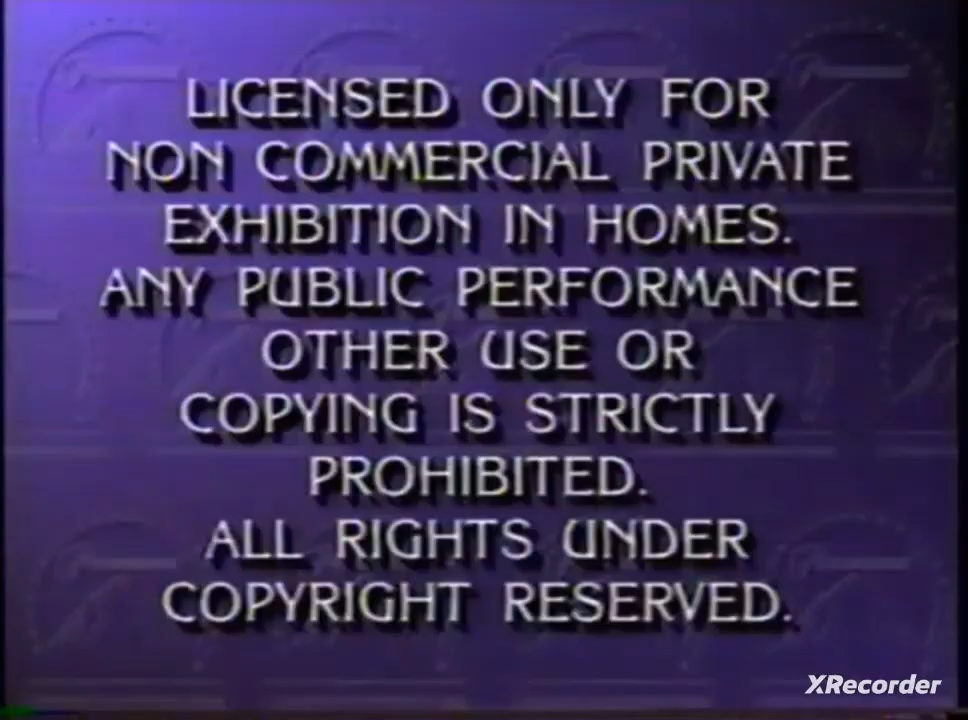 LICENSED ONLY FOR
NON COMMERCIAL PRIVATE
EXHIBITION IN HOMES.
ANY PUBLIC PERFORMANCE
OTHER USE OR
COPYING IS STRICTLY
PROHIBITED.
ALL RIGHTS UNDER
COPYRIGHT RESERVED.
XRecorder